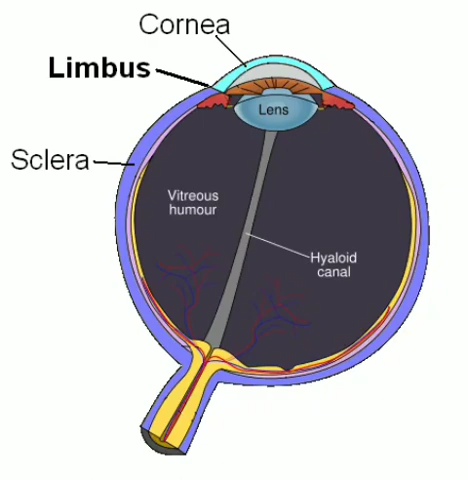 Cornea
Limbus
Lens
Sclera
Vitreous
humour
Hyaloid
canal